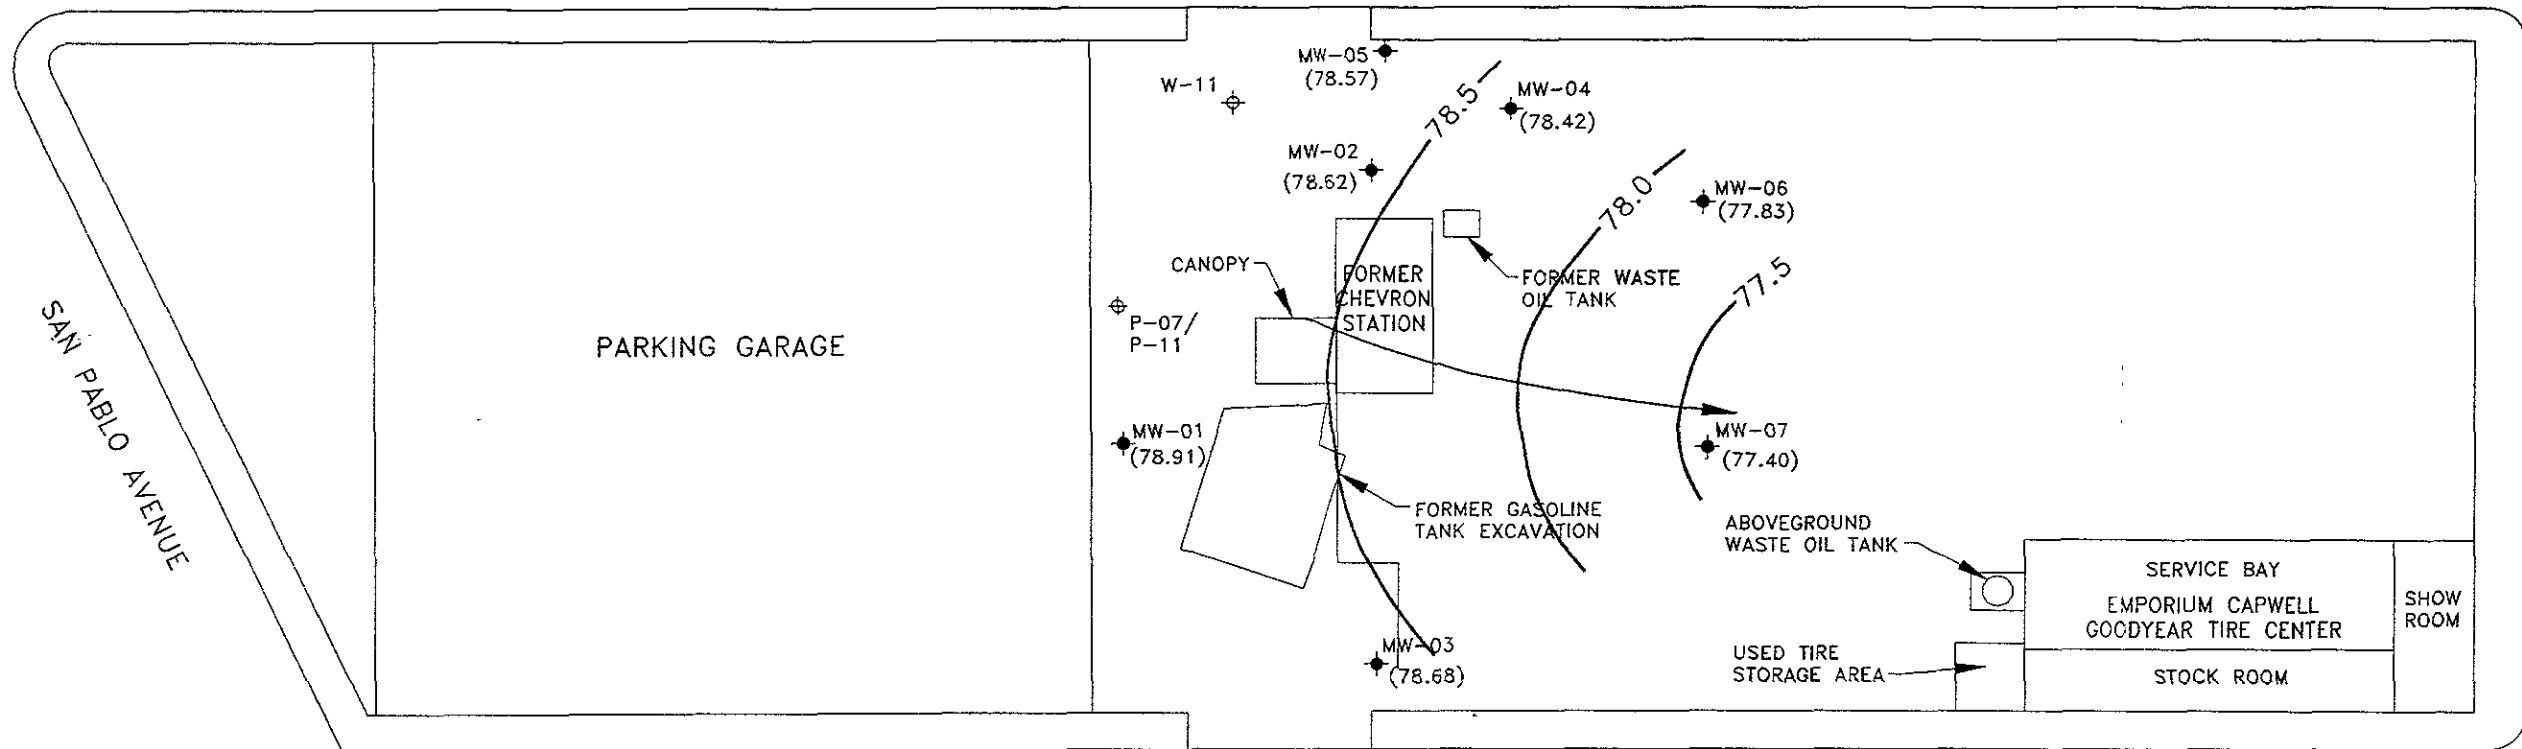 MW-05
(78.57)
W-11
MW-04
(78.42)
78.5
MW-02
(78.62)
MW-06
(77.83)
78.0
CANOPY
FORMER
CHEVRON
STATION
FORMER WASTE
OIL TANK
77.5
P-07/
P-11
PARKING GARAGE
SAN PABLO AVENUE
MW-01
(78.91)
MW-07
(77.40)
FORMER GASOLINE
TANK EXCAVATION
ABOVEGROUND
WASTE OIL TANK
SERVICE BAY
EMPORIUM CAPWELL
GOODYEAR TIRE CENTER
SHOW
ROOM
MW-03
(78.68)
USED TIRE
STORAGE AREA
STOCK ROOM